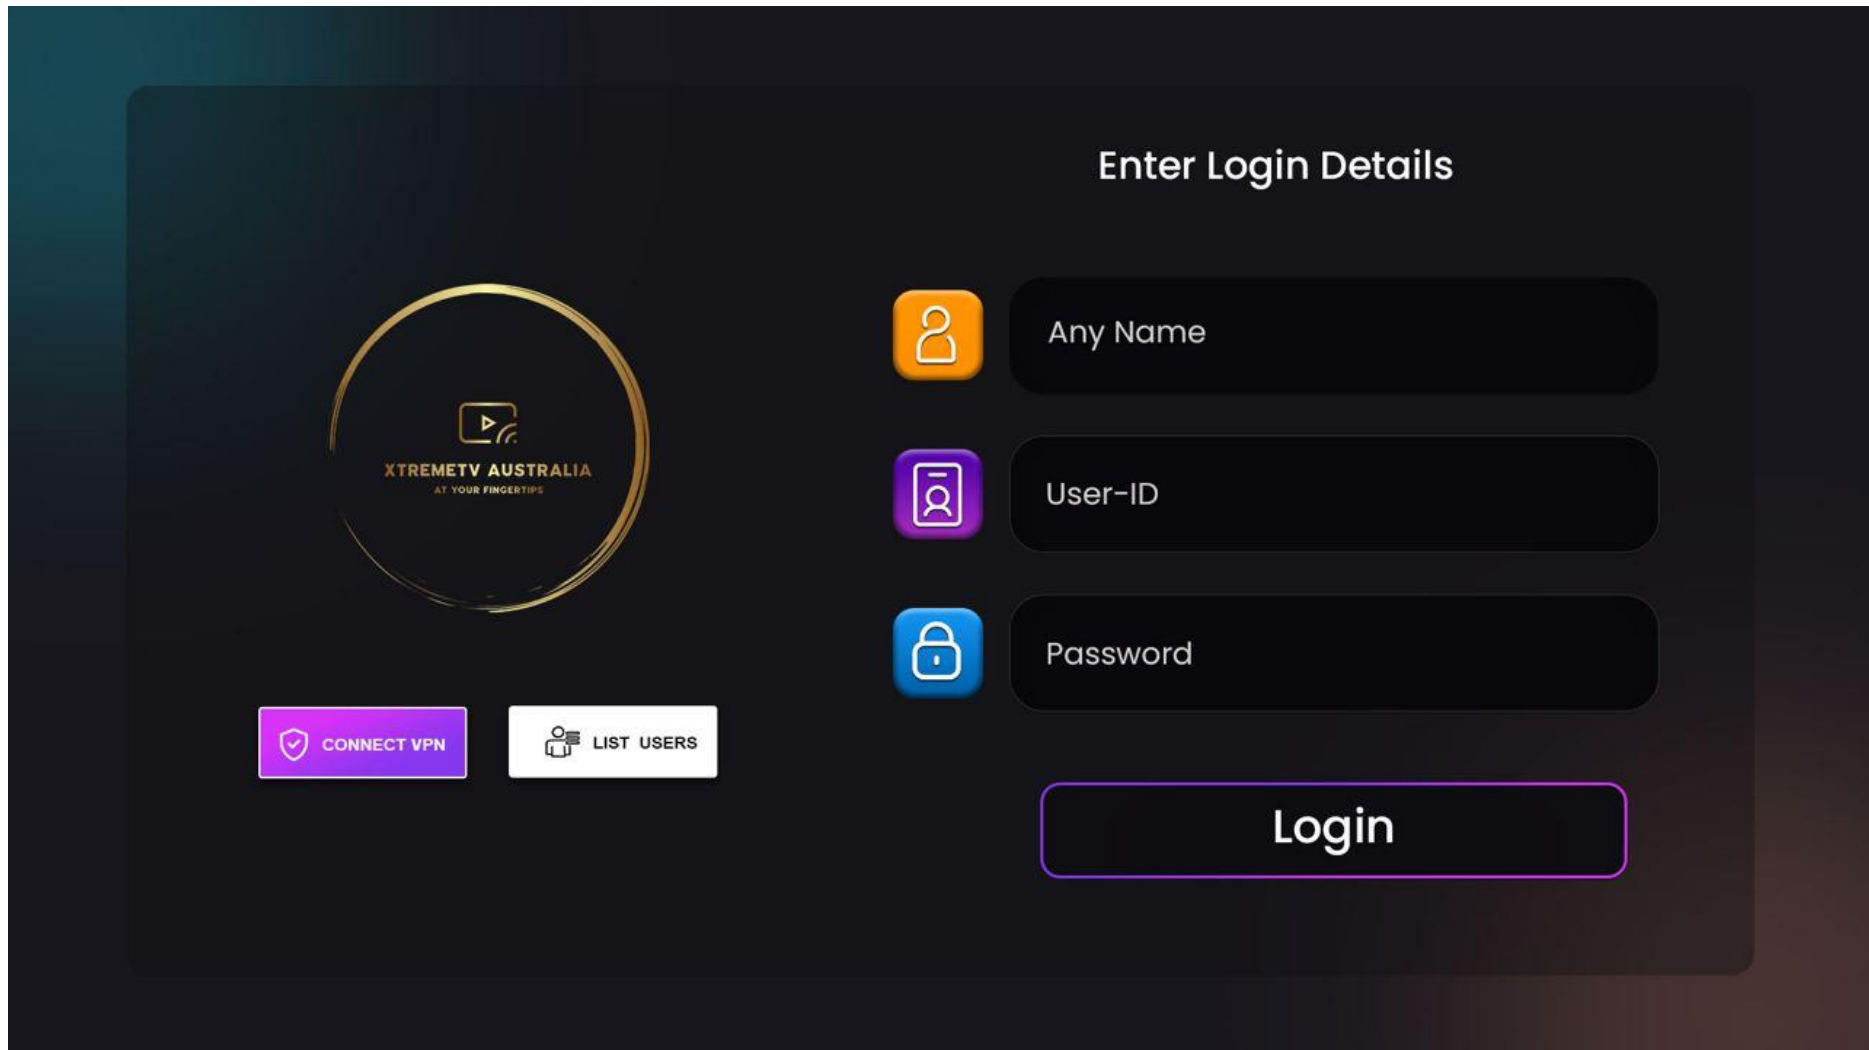 Enter Login Details
Any Name
XTREMETV AUSTRALIA
AT YOUR FINGERTIPS
User-ID
Password
CONNECT VPN
LIST USERS
Login